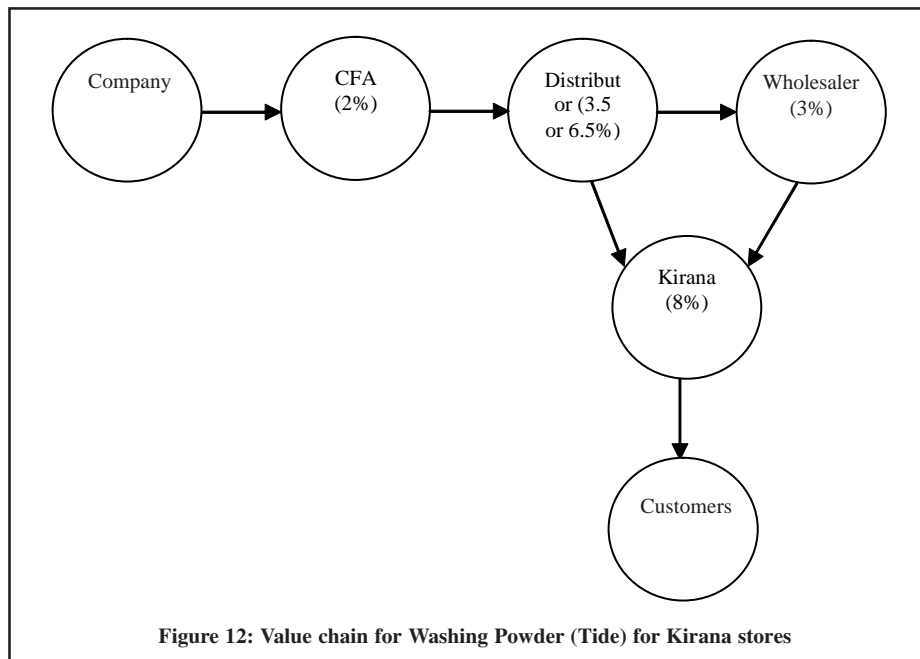 Company
CFA
(2%)
Distribut
or (3.5
or 6.5%)
Wholesaler
(3%)
Kirana
(8%)
Customers
Figure 12: Value chain for Washing Powder (Tide) for Kirana stores